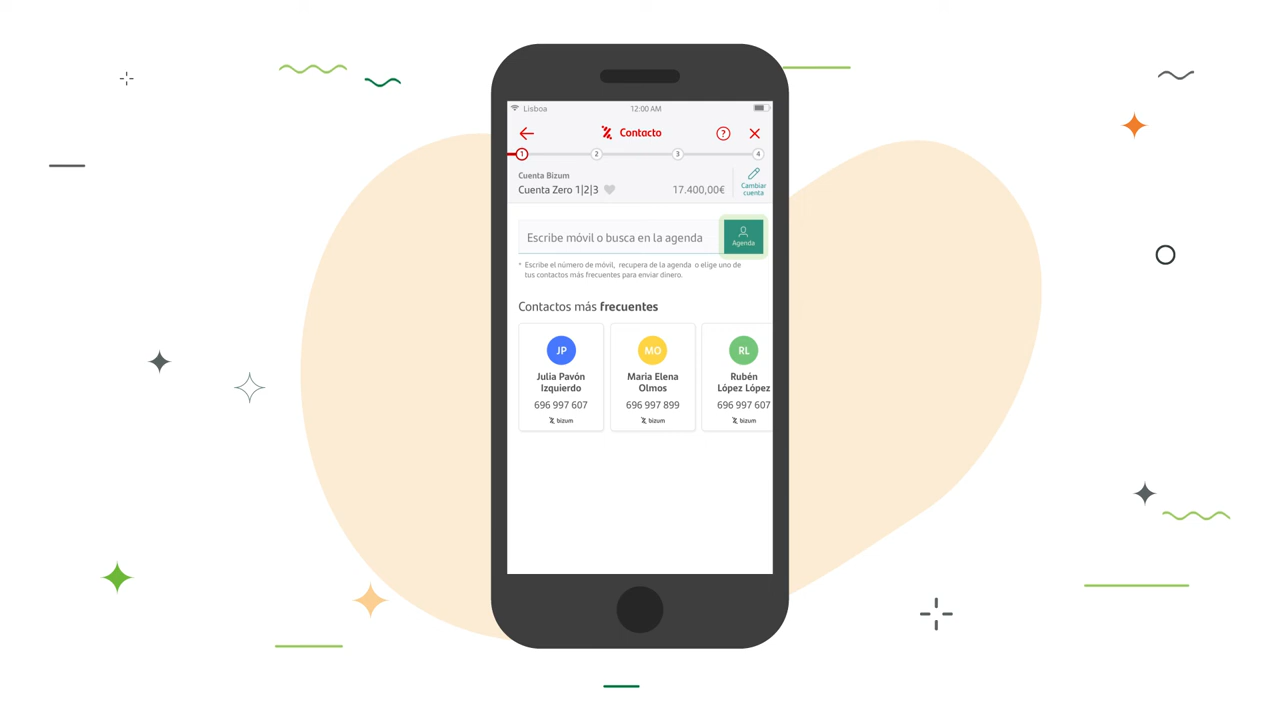 Lisboa 12:00 AM
Contacto ?
1 2 3 4
Cuenta Bizum
Cuenta Zero 1|2|3 17.400,00€
Cambiar
cuenta
Escribe móvil o busca en la agenda
Agenda
* Escribe el número de móvil, recupera de la agenda o elige uno de
tus contactos más frecuentes para enviar dinero.
Contactos más frecuentes
JP
Julia Pavón
Izquierdo
696 997 607
bizum
MO
Maria Elena
Olmos
696 997 899
bizum
RL
Rubén
López López
696 997 607
bizum